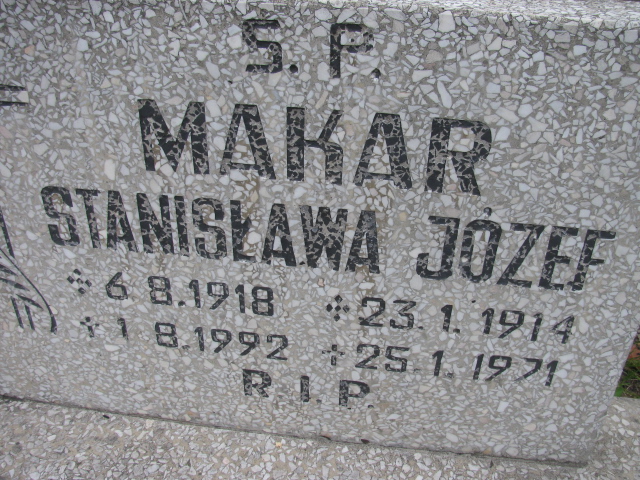 Ś. P.
MAKAR
STANISŁAWA JÓZEF
6 8.1918 23. 1. 1914
+ 1 8.1992 + 25.1.1971
R. I. P.